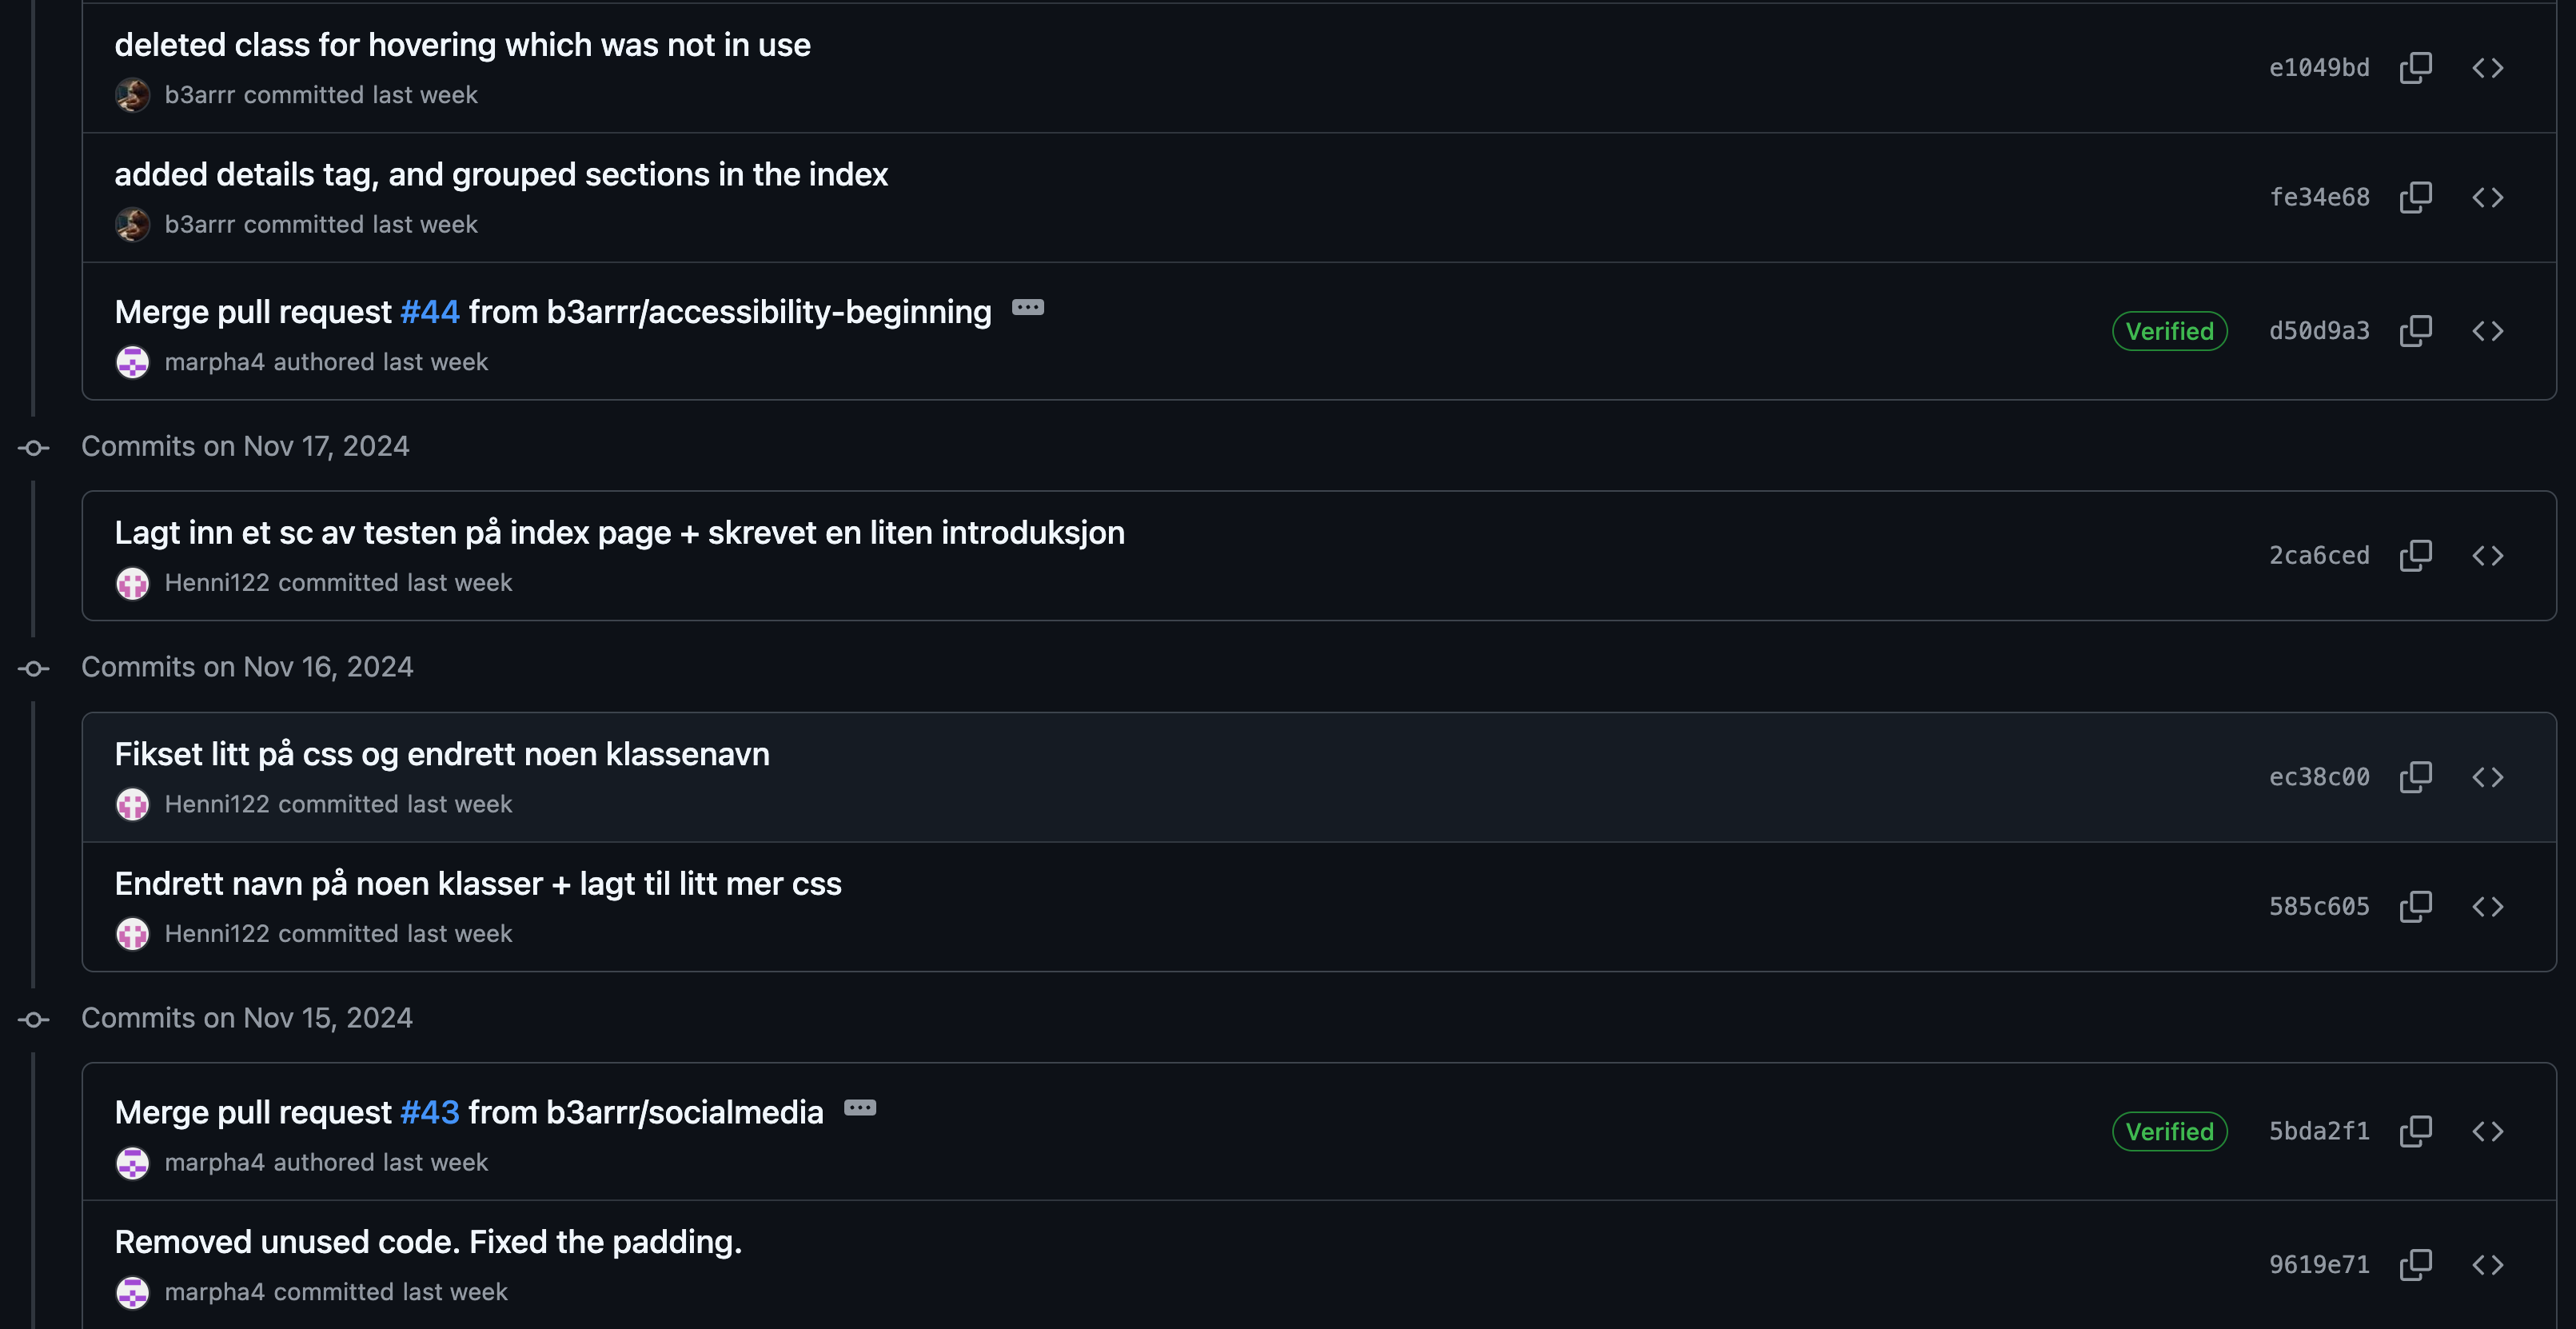 deleted class for hovering which was not in use
b3arrr committed last week
e1049bd
added details tag, and grouped sections in the index
b3arrr committed last week
fe34e68
Merge pull request #44 from b3arrr/accessibility-beginning
marpha4 authored last week
Verified
d50d9a3
Commits on Nov 17, 2024
Lagt inn et sc av testen på index page + skrevet en liten introduksjon
Henni122 committed last week
2ca6ced
Commits on Nov 16, 2024
Fikset litt på css og endrett noen klassenavn
Henni122 committed last week
ec38c00
Endrett navn på noen klasser + lagt til litt mer css
Henni122 committed last week
585c605
Commits on Nov 15, 2024
Merge pull request #43 from b3arrr/socialmedia
marpha4 authored last week
Verified
5bda2f1
Removed unused code. Fixed the padding.
marpha4 committed last week
9619e71